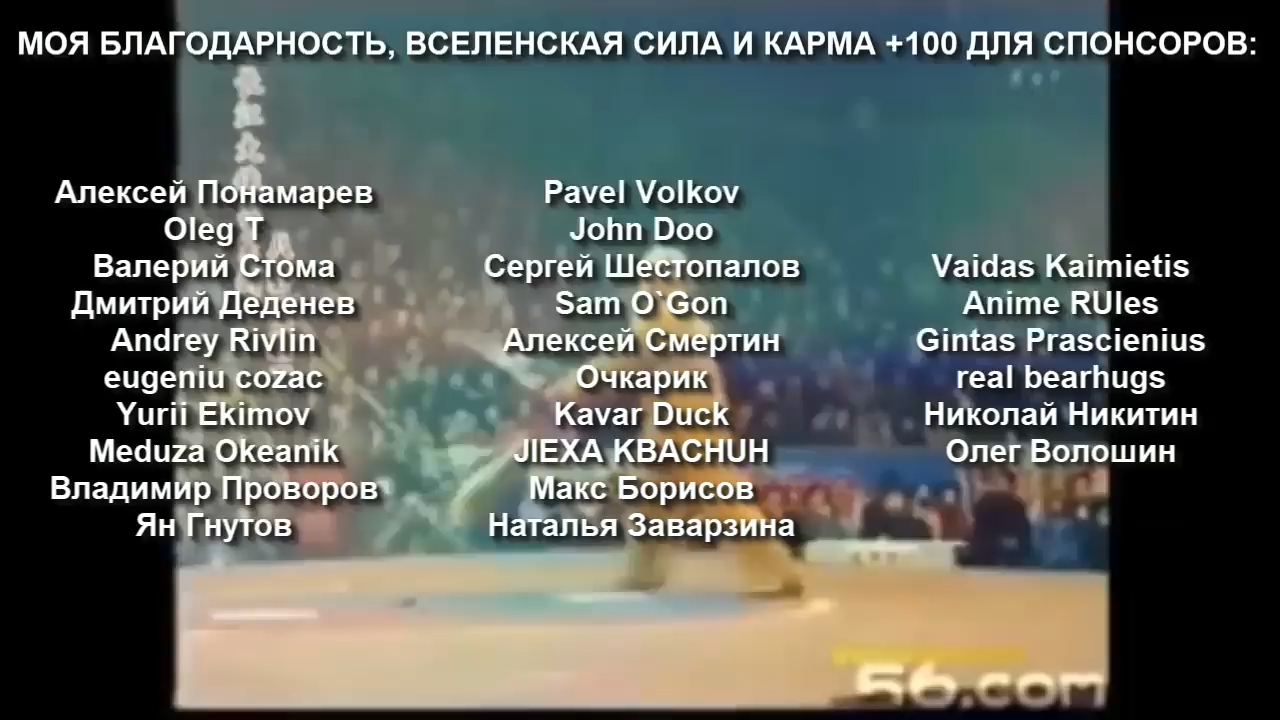 МОЯ БЛАГОДАРНОСТЬ, ВСЕЛЕНСКАЯ СИЛА И КАРМА +100 ДЛЯ СПОНСОРОВ:
Алексей Понамарев
Oleg T
Валерий Стома
Дмитрий Деденев
Andrey Rivlin
eugeniu cozac
Yurii Ekimov
Meduza Okeanik
Владимир Проворов
Ян Гнутов
Pavel Volkov
John Doo
Сергей Шестопалов
Sam O`Gon
Алексей Смертин
Очкарик
Kavar Duck
JIEXA KBACHUH
Макс Борисов
Наталья Заварзина
Vaidas Kaimietis
Anime RUles
Gintas Prascienius
real bearhugs
Николай Никитин
Олег Волошин
56.com